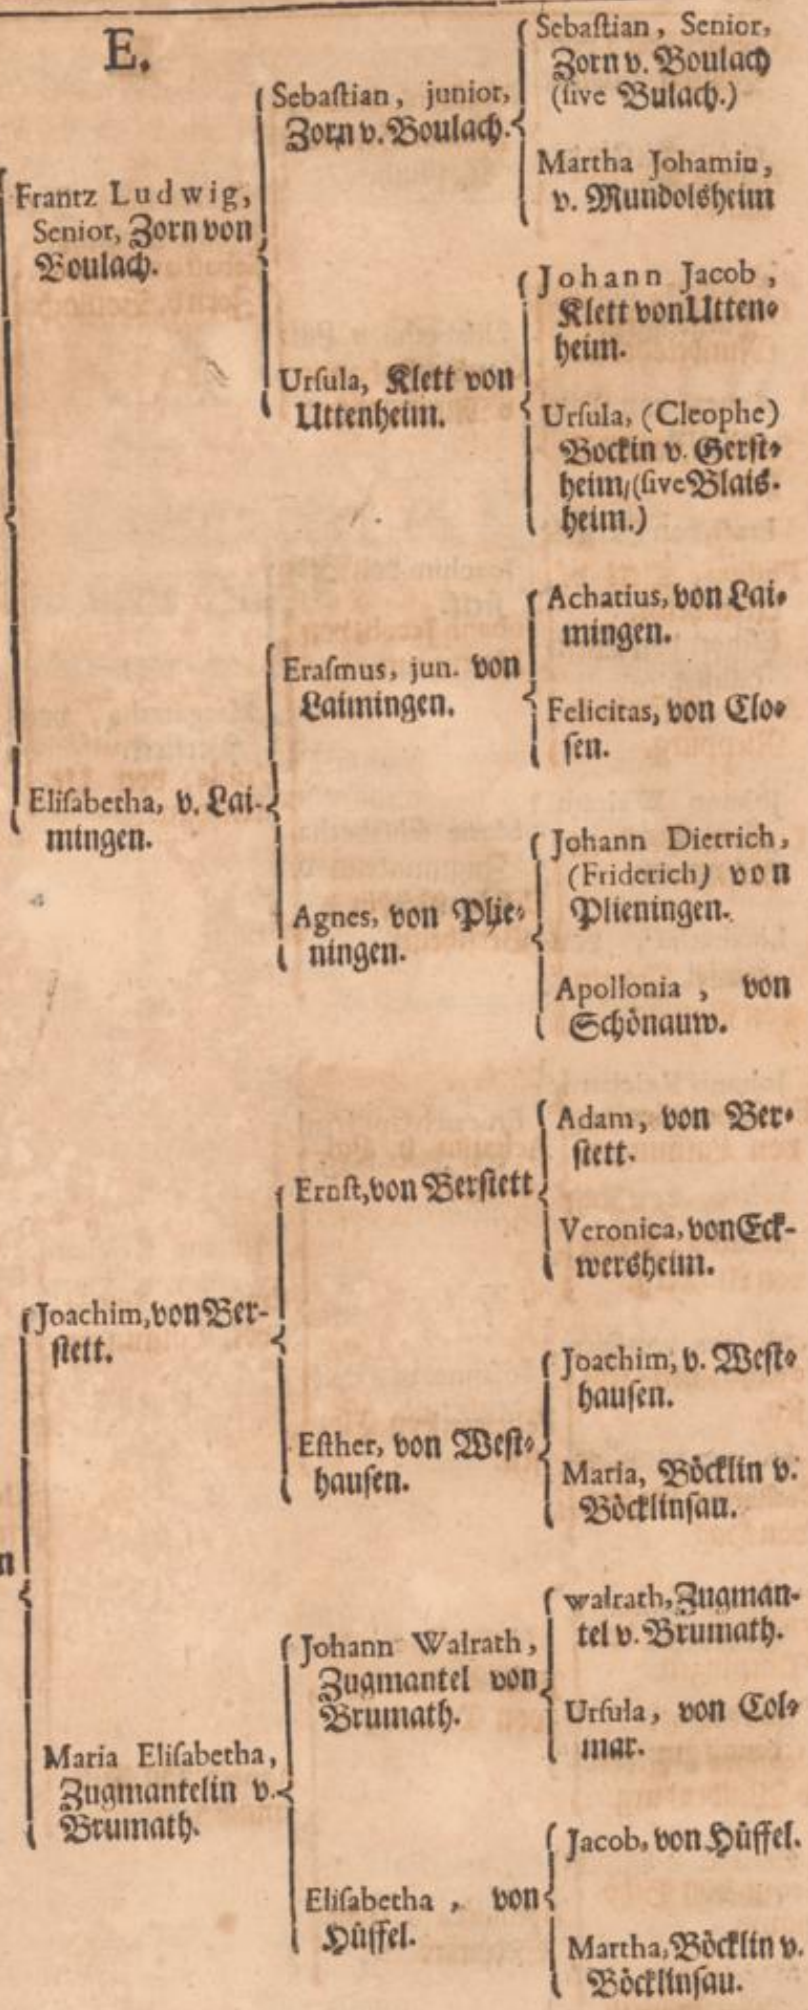 E.
Frantz Ludwig,
Senior, Zorn von
Boulach.
Elisabetha, v. Lai-
mingen.
Joachim, von Ber-
stett.
n
Maria Elisabetha,
Zugmantelin v.
Brumath.
Sebastian, junior,
Zorn v. Boulach.
Ursula, Klett von
Uttenheim.
Erasmus, jun. von
Laimingen.
Agnes, von Plie-
ningen.
Ernst, von Berstett
Esther, von West-
hausen.
Johann Walrath,
Zugmantel von
Brumath.
Elisabetha, von
Hüffel.
Sebastian, Senior,
Zorn v. Boulach
(sive Bulach.)
Martha Johamin,
v. Mundolsheim
Johann Jacob,
Klett von Utten-
heim.
Ursula, (Cleophe)
Bockin v. Gerst-
heim/(sive Blais-
heim.)
Achatius, von Lai-
mingen.
Felicitas, von Clo-
sen.
Johann Dietrich,
(Friderich) von
Plieningen.
Apollonia, von
Schönauw.
Adam, von Ber-
stett.
Veronica, von Eck-
wersheim.
Joachim, v. West-
hausen.
Maria, Böcklin v.
Böcklinsau.
walrath, Zugman-
tel v. Brumath.
Ursula, von Col-
mar.
Jacob, von Hüffel.
Martha, Böcklin v.
Böcklinsau.